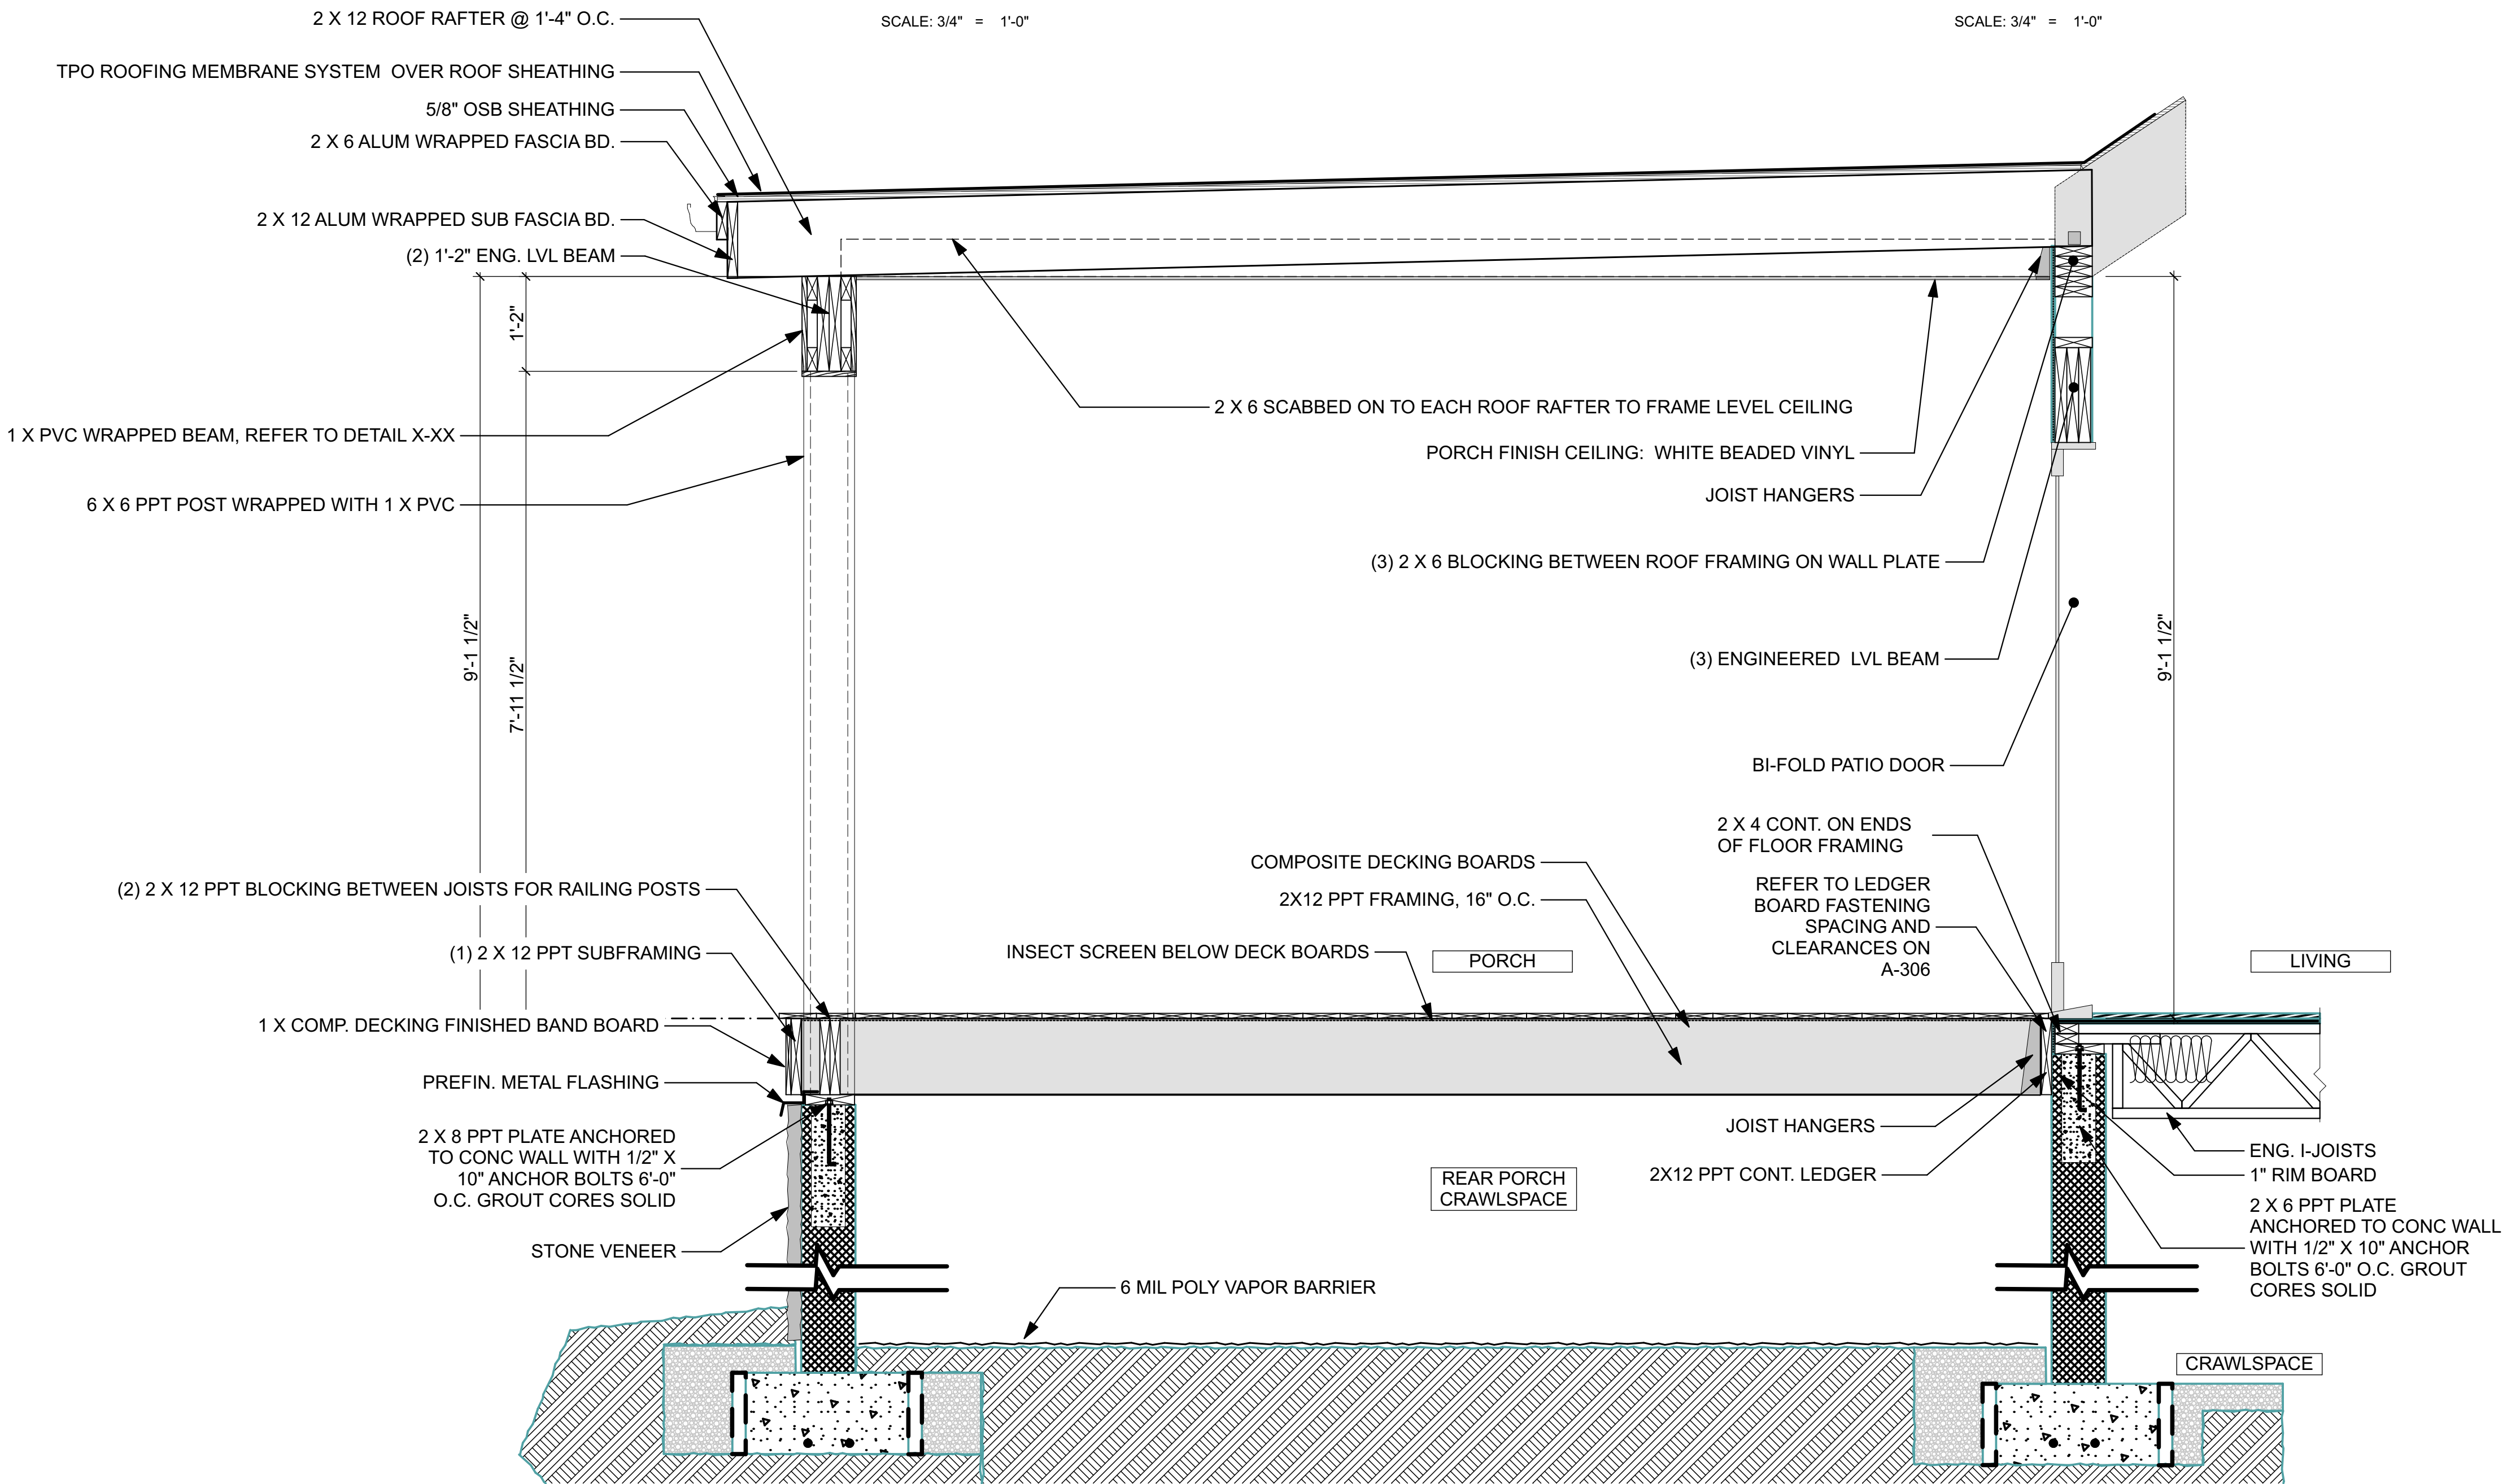 2 X 12 ROOF RAFTER @ 1'-4" O.C.
SCALE: 3/4" = 1'-0"
SCALE: 3/4" = 1'-0"
TPO ROOFING MEMBRANE SYSTEM OVER ROOF SHEATHING
5/8" OSB SHEATHING
2 X 6 ALUM WRAPPED FASCIA BD.
2 X 12 ALUM WRAPPED SUB FASCIA BD.
(2) 1'-2" ENG. LVL BEAM
1'-2"
1 X PVC WRAPPED BEAM, REFER TO DETAIL X-XX
6 X 6 PPT POST WRAPPED WITH 1 X PVC
2 X 6 SCABBED ON TO EACH ROOF RAFTER TO FRAME LEVEL CEILING
PORCH FINISH CEILING: WHITE BEADED VINYL
JOIST HANGERS
(3) 2 X 6 BLOCKING BETWEEN ROOF FRAMING ON WALL PLATE
9'-1 1/2"
7'-11 1/2"
(3) ENGINEERED LVL BEAM
9'-1 1/2"
BI-FOLD PATIO DOOR
2 X 4 CONT. ON ENDS
OF FLOOR FRAMING
COMPOSITE DECKING BOARDS
2X12 PPT FRAMING, 16" O.C.
REFER TO LEDGER
BOARD FASTENING
SPACING AND
CLEARANCES ON
A-306
INSECT SCREEN BELOW DECK BOARDS
PORCH
LIVING
(2) 2 X 12 PPT BLOCKING BETWEEN JOISTS FOR RAILING POSTS
(1) 2 X 12 PPT SUBFRAMING
1 X COMP. DECKING FINISHED BAND BOARD
PREFIN. METAL FLASHING
2 X 8 PPT PLATE ANCHORED
TO CONC WALL WITH 1/2" X
10" ANCHOR BOLTS 6'-0"
O.C. GROUT CORES SOLID
STONE VENEER
JOIST HANGERS
2X12 PPT CONT. LEDGER
REAR PORCH
CRAWLSPACE
ENG. I-JOISTS
1" RIM BOARD
2 X 6 PPT PLATE
ANCHORED TO CONC WALL
WITH 1/2" X 10" ANCHOR
BOLTS 6'-0" O.C. GROUT
CORES SOLID
6 MIL POLY VAPOR BARRIER
CRAWLSPACE